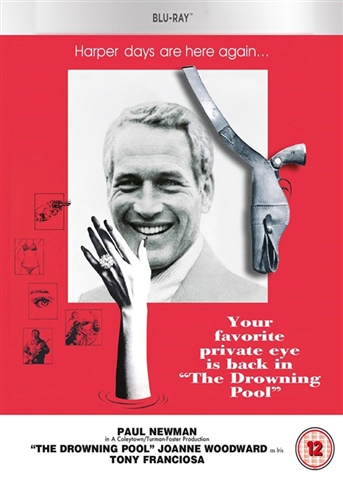 BLU-RAY™
Harper days are here again...
Your
favorite
private eye
is back in
“The Drowning
Pool”
PAUL NEWMAN
in A Coleytown/Turman-Foster Production
“THE DROWNING POOL” JOANNE WOODWARD as Iris
TONY FRANCIOSA
12